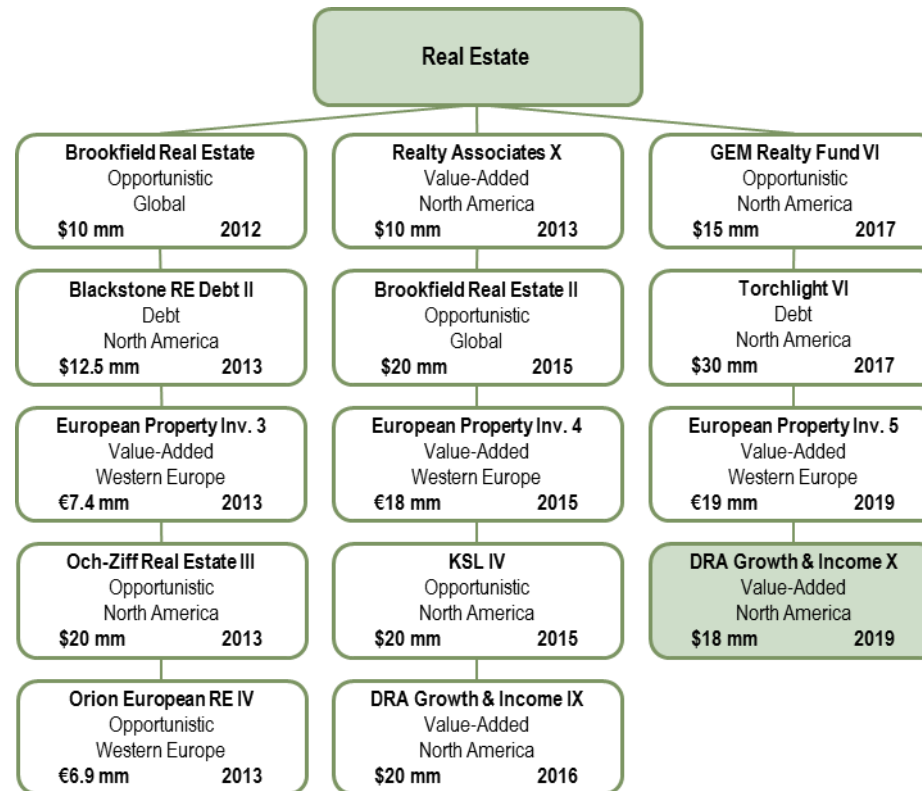 Real Estate
Brookfield Real Estate
Opportunistic
Global
$10 mm 2012
Blackstone RE Debt II
Debt
North America
$12.5 mm 2013
European Property Inv. 3
Value-Added
Western Europe
€7.4 mm 2013
Och-Ziff Real Estate III
Opportunistic
North America
$20 mm 2013
Orion European RE IV
Opportunistic
Western Europe
€6.9 mm 2013
Realty Associates X
Value-Added
North America
$10 mm 2013
Brookfield Real Estate II
Opportunistic
Global
$20 mm 2015
European Property Inv. 4
Value-Added
Western Europe
€18 mm 2015
KSL IV
Opportunistic
North America
$20 mm 2015
DRA Growth & Income IX
Value-Added
North America
$20 mm 2016
GEM Realty Fund VI
Opportunistic
North America
$15 mm 2017
Torchlight VI
Debt
North America
$30 mm 2017
European Property Inv. 5
Value-Added
Western Europe
€19 mm 2019
DRA Growth & Income X
Value-Added
North America
$18 mm 2019